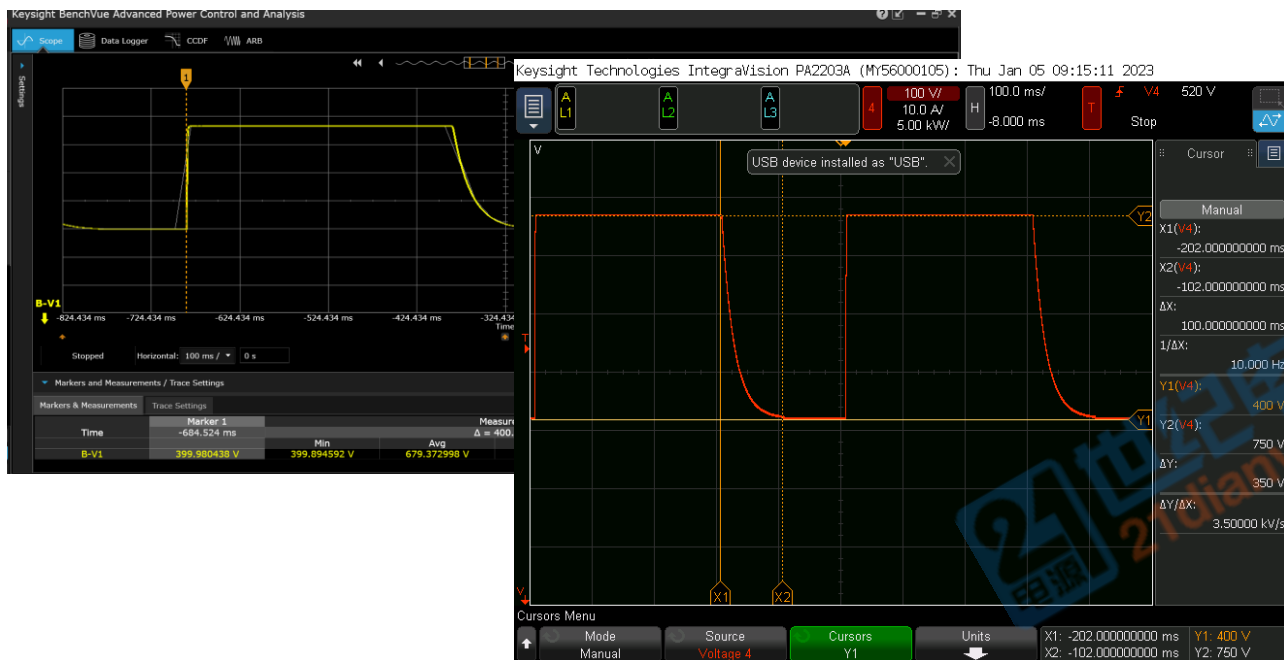 Keysight BenchVue Advanced Power Control and Analysis
Scope Data Logger CCDF ARB
Settings
1
B-V1
-824.434 ms -724.434 ms -624.434 ms -524.434 ms -424.434 ms -324.434
Time
Stopped Horizontal: 100 ms / 0 s
Markers and Measurements / Trace Settings
Markers & Measurements Trace Settings
Marker 1 Measure
Time -684.524 ms Δ = 400.
Min Avg
B-V1 399.980438 V 399.894592 V 679.372998 V
Keysight Technologies IntegraVision PA2203A (MY56000105): Thu Jan 05 09:15:11 2023
A L1
A L2
A L3
4
100 V/
10.0 A/
5.00 kW/
H
100.0 ms/
-8.000 ms
T
V4 520 V
Stop
V
USB device installed as "USB".
Cursor
Manual
X1(V4):
-202.000000000 ms
X2(V4):
-102.000000000 ms
ΔX:
100.000000000 ms
1/ΔX:
10.000 Hz
Y1(V4):
400 V
Y2(V4):
750 V
ΔY:
350 V
ΔY/ΔX:
3.50000 kV/s
Y2
T
Y1
V
X1 X2
21世纪电源
21dianyuan
Cursors Menu
Mode
Manual
Source
Voltage 4
Cursors
Y1
Units
X1: -202.000000000 ms Y1: 400 V
X2: -102.000000000 ms Y2: 750 V